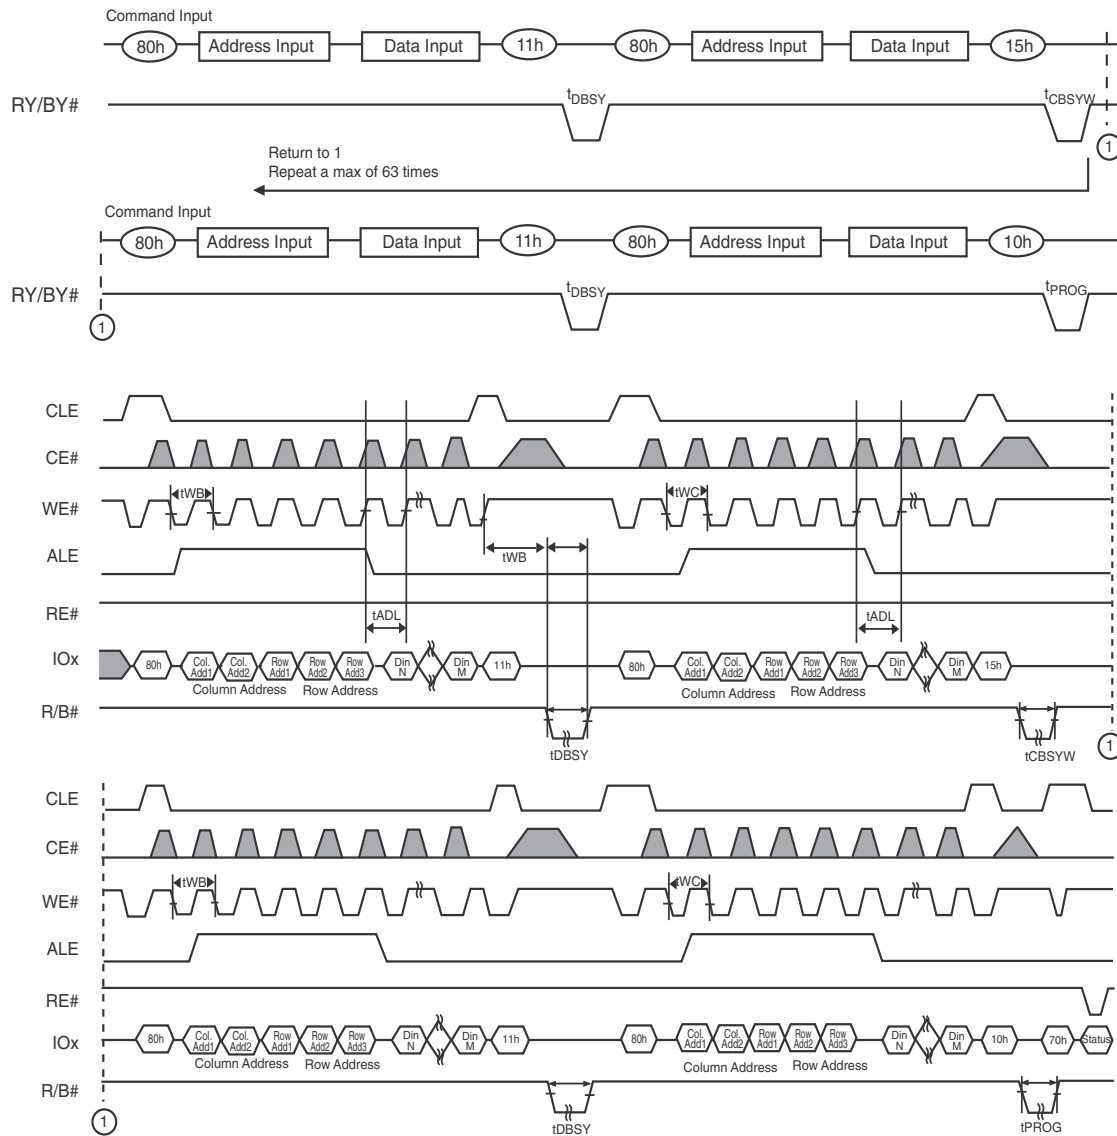 Command Input
80h Address Input Data Input 11h 80h Address Input Data Input 15h
RY/BY# tDBSY tCBSYW
1
Return to 1
Repeat a max of 63 times
Command Input
80h Address Input Data Input 11h 80h Address Input Data Input 10h
RY/BY# tDBSY tPROG
1
CLE
CE#
WE# tWB tWC
ALE tWB
RE# tADL tADL
IOx 80h Col. Add1 Col. Add2 Row Add1 Row Add2 Row Add3 Din N Din M 11h 80h Col. Add1 Col. Add2 Row Add1 Row Add2 Row Add3 Din N Din M 15h
Column Address Row Address Column Address Row Address
R/B#
tDBSY tCBSYW 1
CLE
CE#
WE# tWB tWC
ALE
RE#
IOx 80h Col. Add1 Col. Add2 Row Add1 Row Add2 Row Add3 Din N Din M 11h 80h Col. Add1 Col. Add2 Row Add1 Row Add2 Row Add3 Din N Din M 10h 70h Status
Column Address Row Address Column Address Row Address
R/B#
1 tDBSY tPROG